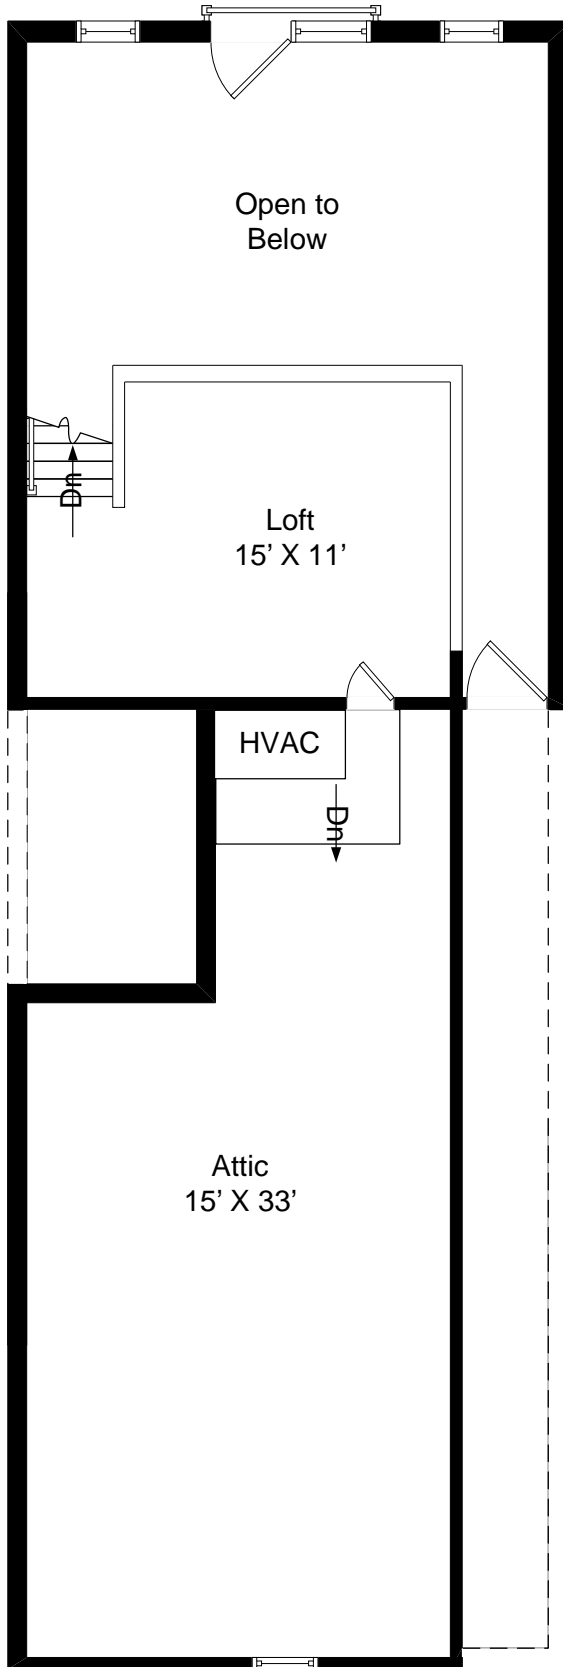 Open to
Below
Dn
Loft
15’ X 11’
HVAC
Dn
Attic
15’ X 33’